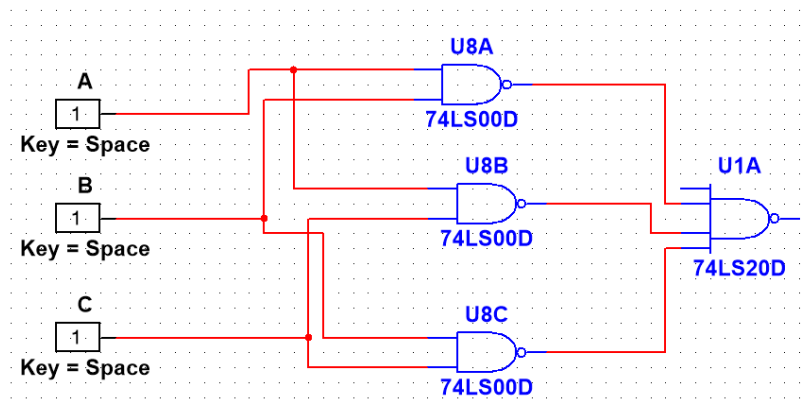 U8A
A
1
74LS00D
Key = Space
U8B
U1A
B
1
74LS00D
Key = Space
74LS20D
C
U8C
1
Key = Space
74LS00D